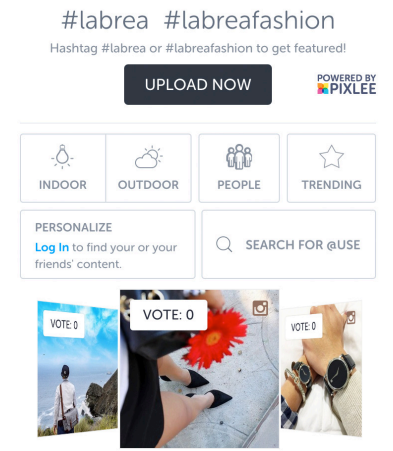 #labrea #labreafashion
Hashtag #labrea or #labreafashion to get featured!
UPLOAD NOW
POWERED BY
PIXLEE
INDOOR
OUTDOOR
PEOPLE
TRENDING
PERSONALIZE
Log In to find your or your
friends' content.
SEARCH FOR @USE
VOTE: 0
VOTE: 0
VOTE: 0